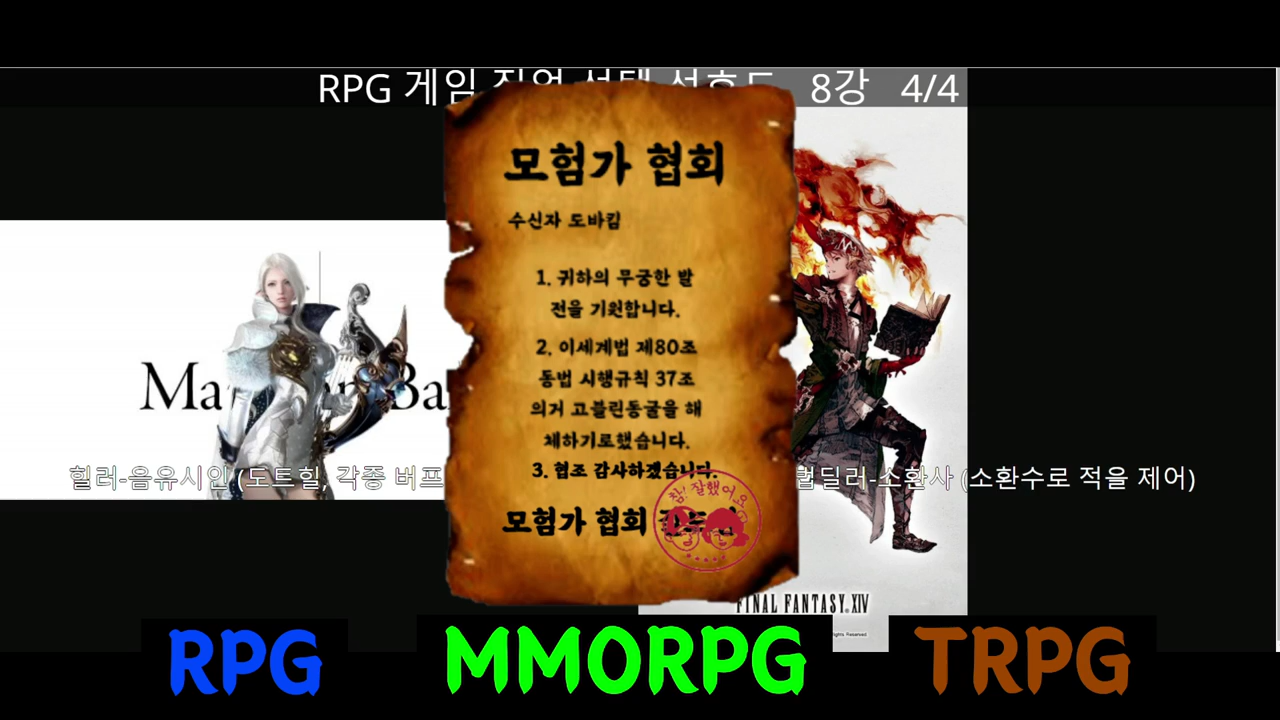 RPG 게임 직업 선택 선호도 8강 4/4
모험가 협회
수신자 도바킴
1. 귀하의 무궁한 발
전을 기원합니다.
2. 이세계법 제80조
동법 시행규칙 37조
의거 고블린동굴을 해
체하기로했습니다.
3. 협조 감사하겠습니다.
모험가 협회
참! 잘했어요
Ma
Ba
힐러-음유시인 (도트힐, 각종 버프
딜러-소환사 (소환수로 적을 제어)
FINAL FANTASY XIV
RPG MMORPG TRPG